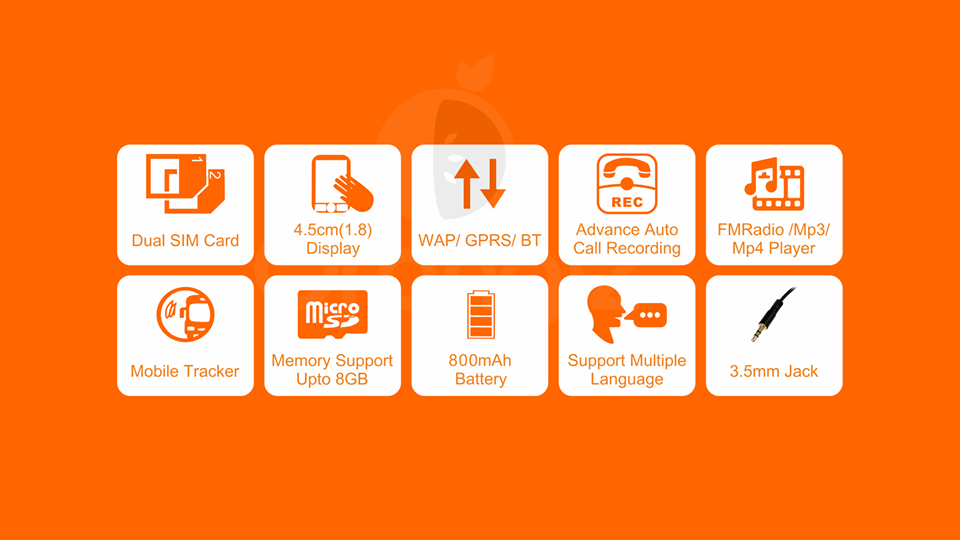 1
2
Dual SIM Card
4.5cm(1.8)
Display
WAP/ GPRS/ BT
REC
Advance Auto
Call Recording
FMRadio /Mp3/
Mp4 Player
Mobile Tracker
Micro
SD
Memory Support
Upto 8GB
800mAh
Battery
Support Multiple
Language
3.5mm Jack